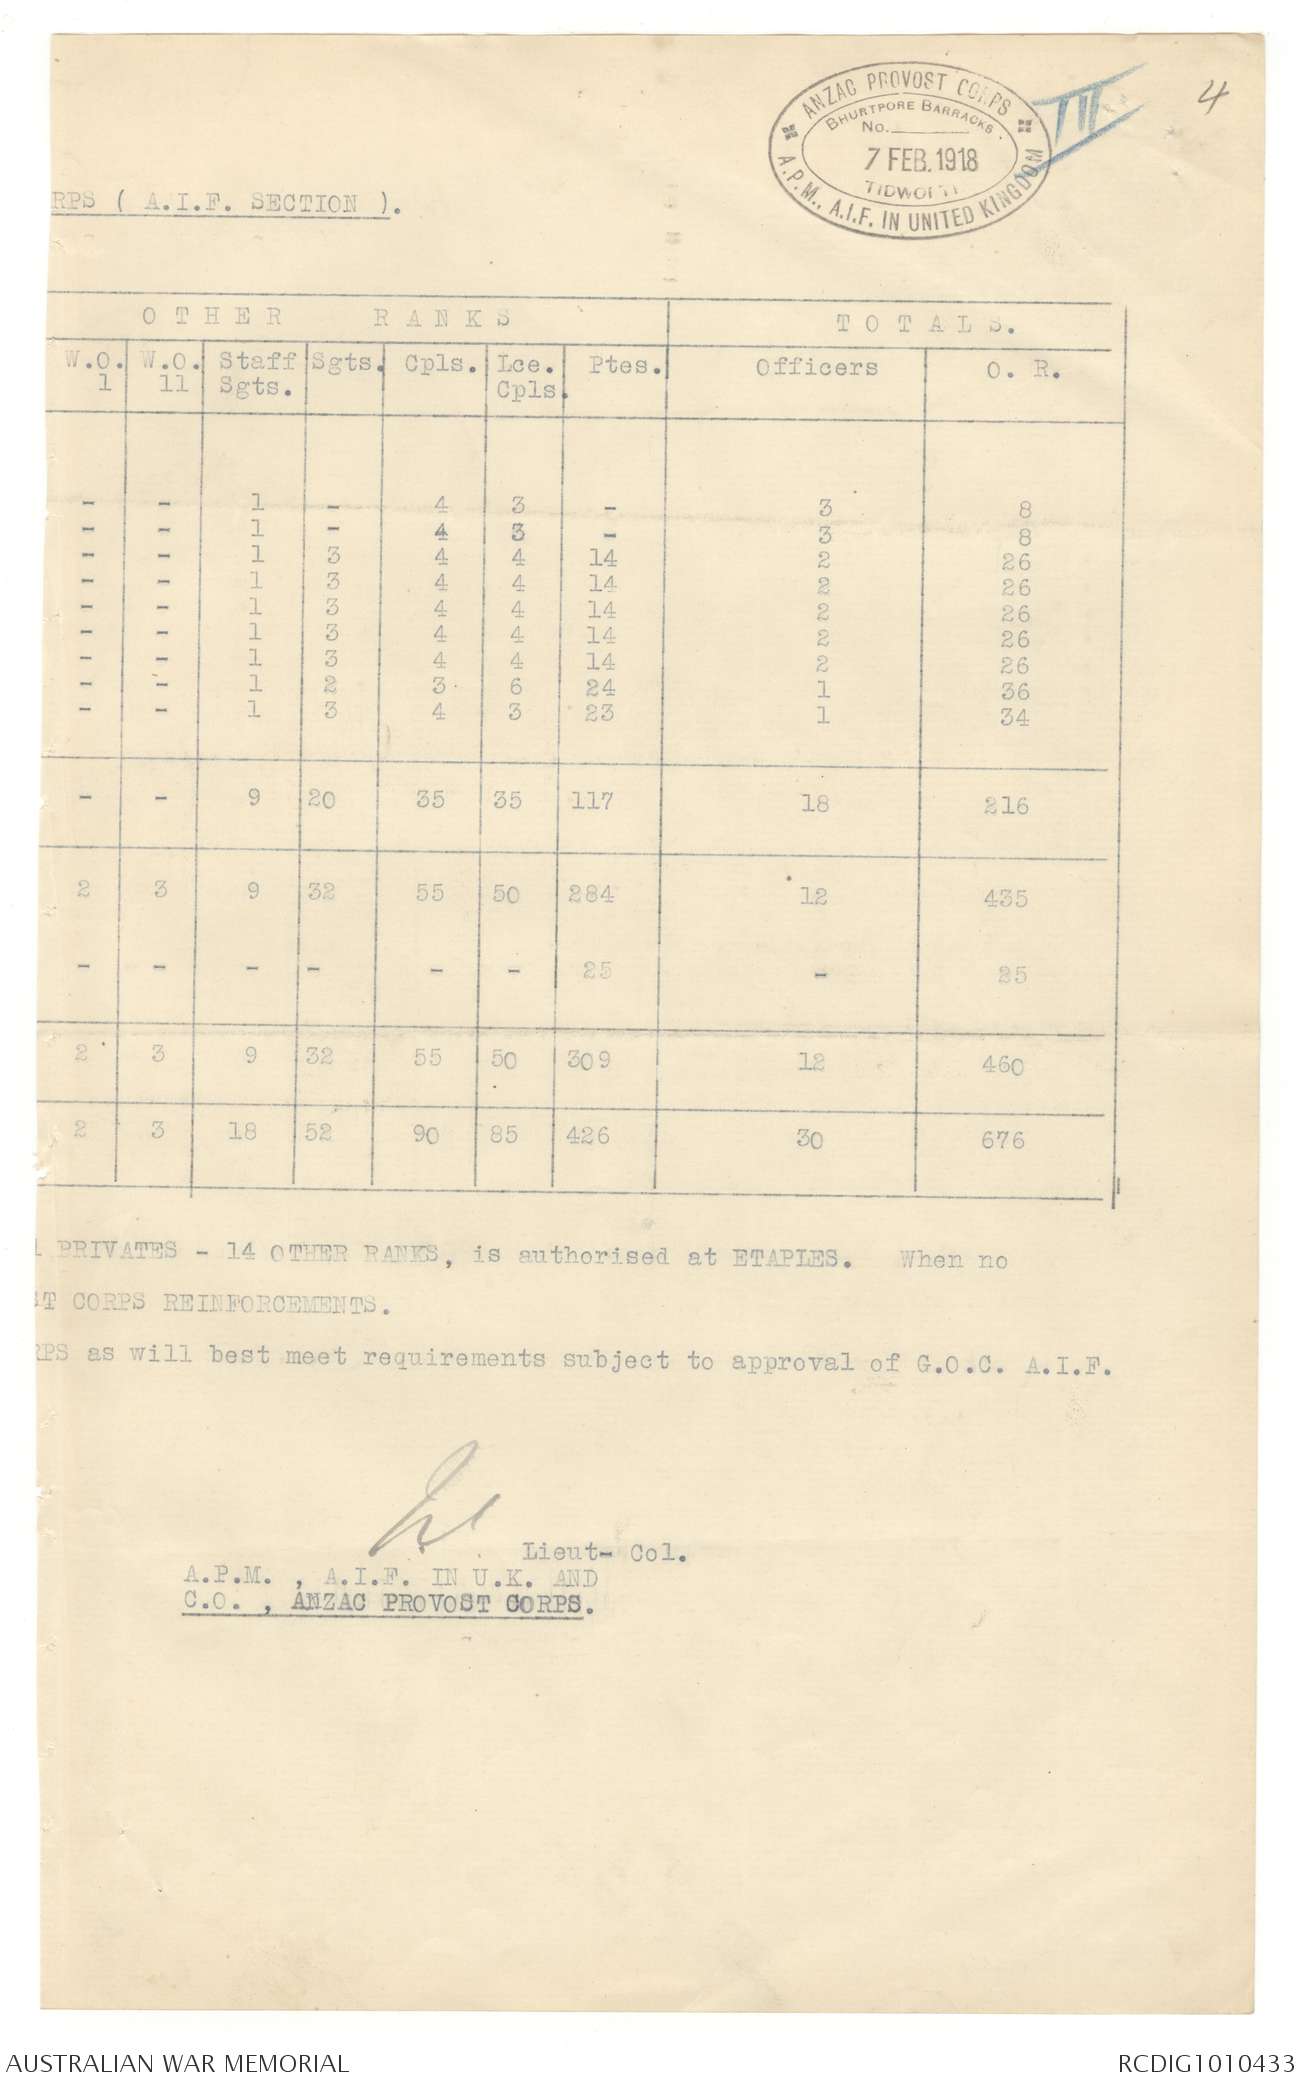 ANZAC PROVOST CORPS
BHURTPORE BARRACKS.
No.
7 FEB. 1918
TIDWORTH
A.P.M., A.I.F. IN UNITED KINGDOM
III
4
RPS ( A.I.F. SECTION ).
OTHER RANKS TOTALS.
W.O. W.O. Staff Sgts. Cpls. Lce. Ptes. Officers O. R.
1 11 Sgts. Cpls.
- - 1 - 4 3 - 3 8
- - 1 - 4 3 - 3 8
- - 1 3 4 4 14 2 26
- - 1 3 4 4 14 2 26
- - 1 3 4 4 14 2 26
- - 1 3 4 4 14 2 26
- - 1 3 4 4 14 2 26
- - 1 2 3 6 24 1 36
- - 1 3 4 3 23 1 34
- - 9 20 35 35 117 18 216
2 3 9 32 55 50 284 12 435
- - - - - - 25 - 25
2 3 9 32 55 50 309 12 460
2 3 18 52 90 85 426 30 676
PRIVATES - 14 OTHER RANKS, is authorised at ETAPLES. When no
ST CORPS REINFORCEMENTS.
RPS as will best meet requirements subject to approval of G.O.C. A.I.F.
Lieut- Col.
A.P.M. , A.I.F. IN U.K. AND
C.O. , ANZAC PROVOST CORPS.
AUSTRALIAN WAR MEMORIAL RCDIG1010433